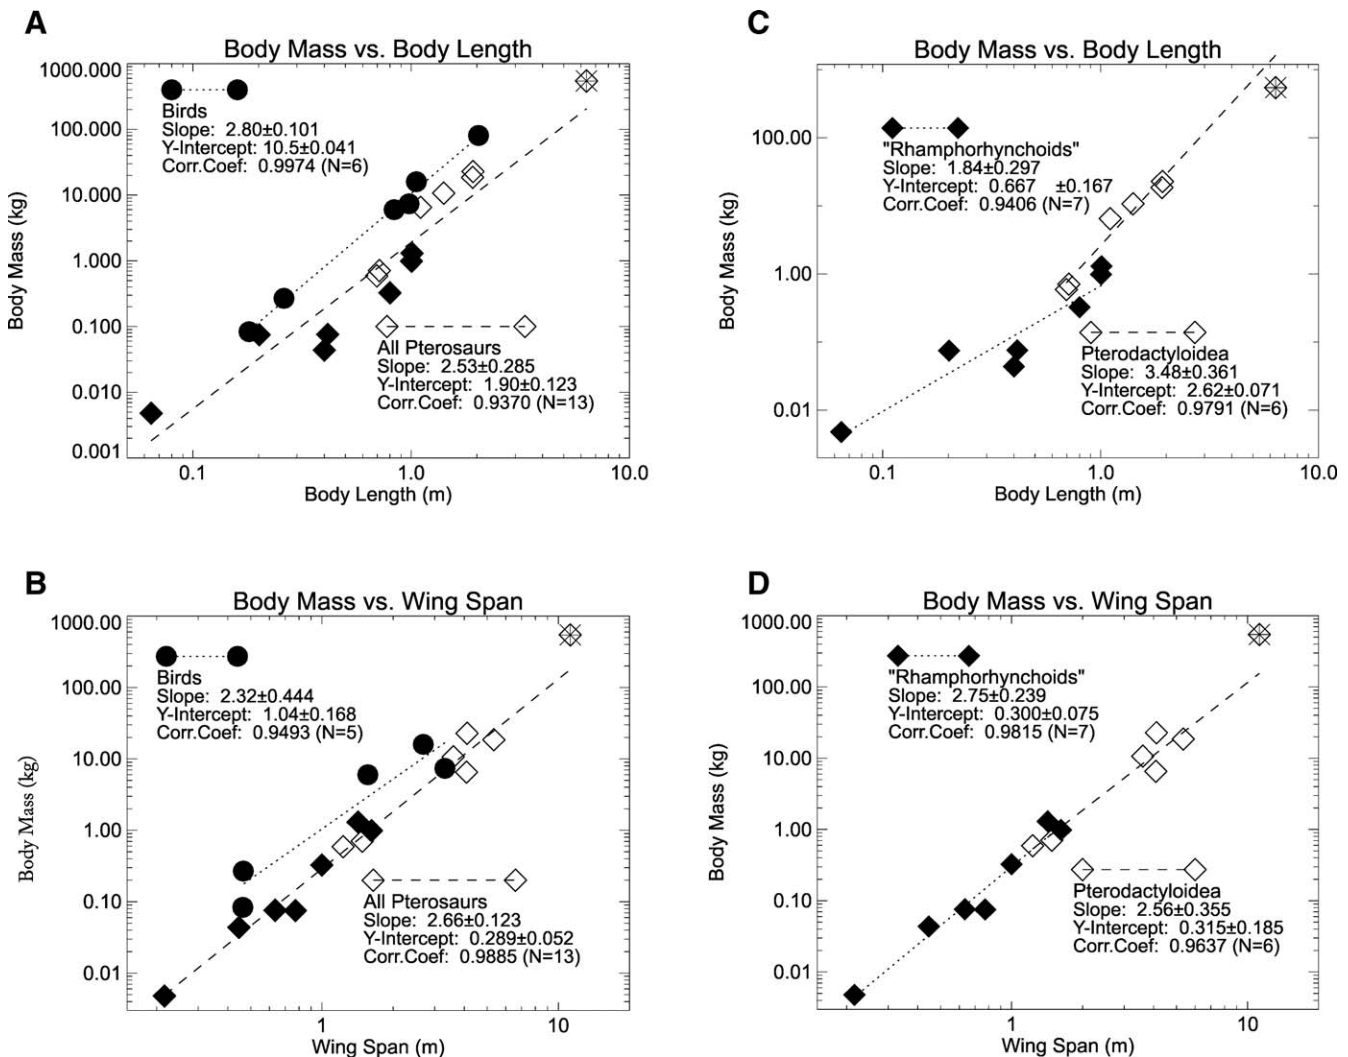 A
Body Mass vs. Body Length
1000.000
100.000
10.000
1.000
0.100
0.010
0.001
Body Mass (kg)
Birds
Slope: 2.80±0.101
Y-Intercept: 10.5±0.041
Corr.Coef: 0.9974 (N=6)
All Pterosaurs
Slope: 2.53±0.285
Y-Intercept: 1.90±0.123
Corr.Coef: 0.9370 (N=13)
0.1 1.0 10.0
Body Length (m)
C
Body Mass vs. Body Length
100.00
1.00
0.01
Body Mass (kg)
"Rhamphorhynchoids"
Slope: 1.84±0.297
Y-Intercept: 0.667 ±0.167
Corr.Coef: 0.9406 (N=7)
Pterodactyloidea
Slope: 3.48±0.361
Y-Intercept: 2.62±0.071
Corr.Coef: 0.9791 (N=6)
0.1 1.0 10.0
Body Length (m)
B
Body Mass vs. Wing Span
1000.00
100.00
10.00
1.00
0.10
0.01
Body Mass (kg)
Birds
Slope: 2.32±0.444
Y-Intercept: 1.04±0.168
Corr.Coef: 0.9493 (N=5)
All Pterosaurs
Slope: 2.66±0.123
Y-Intercept: 0.289±0.052
Corr.Coef: 0.9885 (N=13)
1 10
Wing Span (m)
D
Body Mass vs. Wing Span
1000.00
100.00
10.00
1.00
0.10
0.01
Body Mass (kg)
"Rhamphorhynchoids"
Slope: 2.75±0.239
Y-Intercept: 0.300±0.075
Corr.Coef: 0.9815 (N=7)
Pterodactyloidea
Slope: 2.56±0.355
Y-Intercept: 0.315±0.185
Corr.Coef: 0.9637 (N=6)
1 10
Wing Span (m)